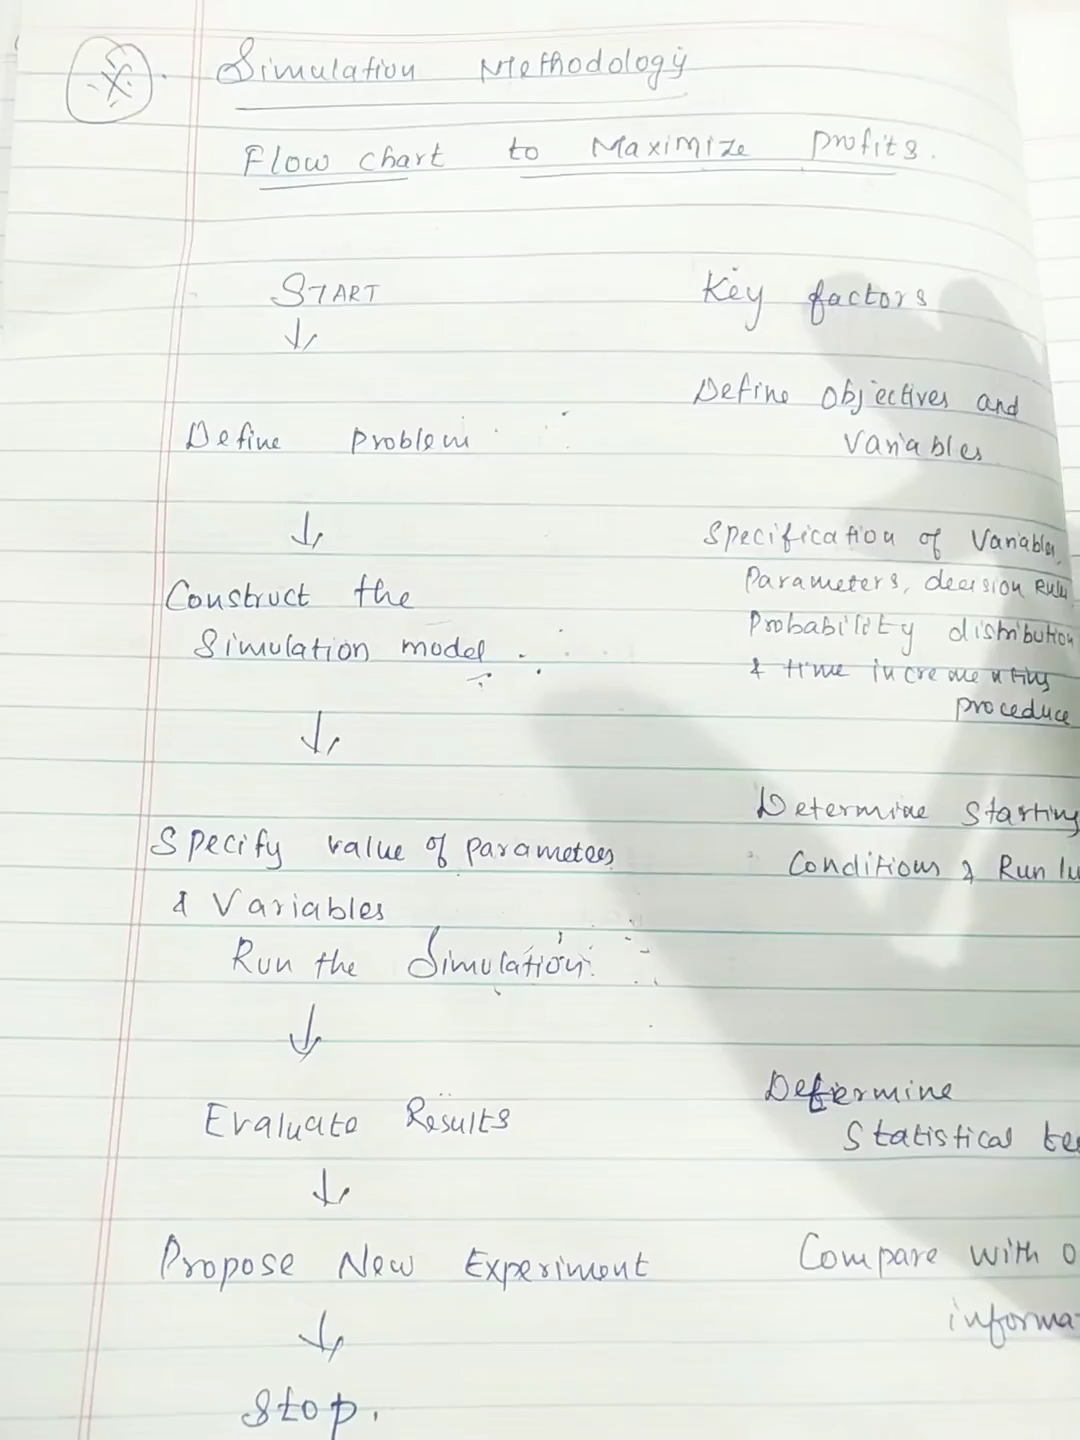 Simulation Methodology
Flow chart to Maximize Profits.
START
Key factors
Define Problem
Define Objectives and
Variables
Construct the
Simulation model
Specification of Variables,
Parameters, decision Rules,
Probability distribution
& time incrementing
procedure
Specify value of parameters
& Variables
Run the Simulation
Determine Starting
Conditions & Run
Evaluate Results
Determine
Statistical
Propose New Experiment
Compare with
Stop.